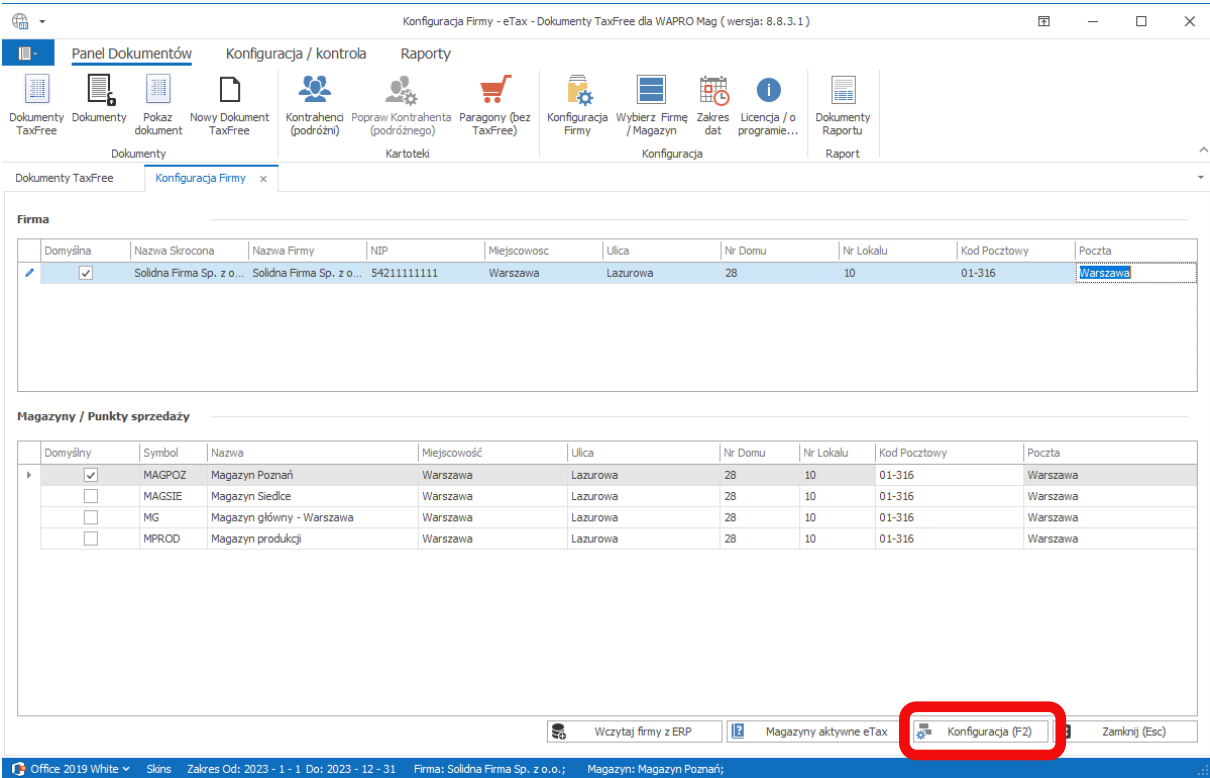 Konfiguracja Firmy - eTax - Dokumenty TaxFree dla WAPRO Mag ( wersja: 8.8.3.1 )
Panel Dokumentów Konfiguracja / kontrola Raporty
Dokumenty TaxFree
Dokumenty
Pokaz dokument
Nowy Dokument TaxFree
Kontrahenci (podróżni)
Popraw Kontrahenta (podróżnego)
Paragony (bez TaxFree)
Konfiguracja Firmy
Wybierz Firmę / Magazyn
Zakres dat
Licencja / o programie...
Dokumenty Raportu
Dokumenty Kartoteki Konfiguracja Raport
Dokumenty TaxFree Konfiguracja Firmy
Firma
Domyślna Nazwa Skrocona Nazwa Firmy NIP Miejscowosc Ulica Nr Domu Nr Lokalu Kod Pocztowy Poczta
Solidna Firma Sp. z o... Solidna Firma Sp. z o... 54211111111 Warszawa Lazurowa 28 10 01-316 Warszawa
Magazyny / Punkty sprzedaży
Domyślny Symbol Nazwa Miejscowość Ulica Nr Domu Nr Lokalu Kod Pocztowy Poczta
MAGPOZ Magazyn Poznań Warszawa Lazurowa 28 10 01-316 Warszawa
MAGSIE Magazyn Siedlce Warszawa Lazurowa 28 10 01-316 Warszawa
MG Magazyn główny - Warszawa Warszawa Lazurowa 28 10 01-316 Warszawa
MPROD Magazyn produkcji Warszawa Lazurowa 28 10 01-316 Warszawa
Wczytaj firmy z ERP Magazyny aktywne eTax Konfiguracja (F2) Zamknij (Esc)
Office 2019 White Skins Zakres Od: 2023 - 1 - 1 Do: 2023 - 12 - 31 Firma: Solidna Firma Sp. z o.o.; Magazyn: Magazyn Poznań;